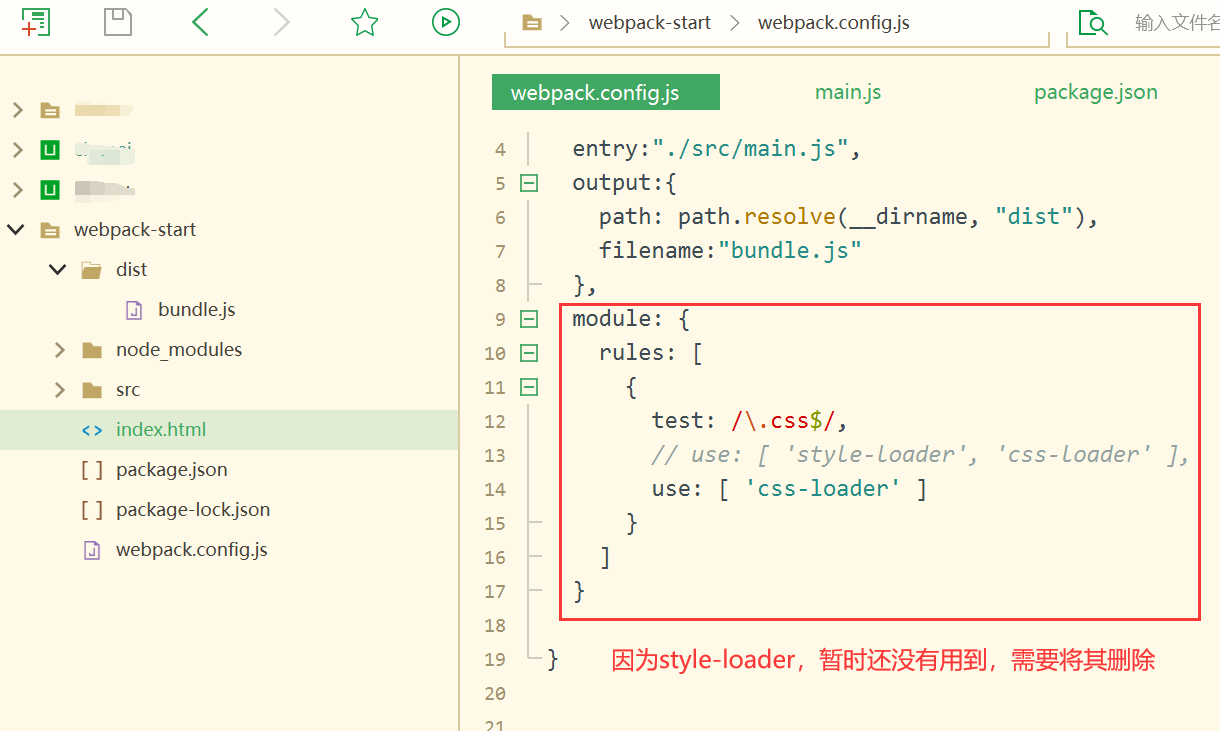 webpack-start
webpack.config.js
输入文件名
webpack-start
dist
bundle.js
node_modules
src
index.html
package.json
package-lock.json
webpack.config.js
webpack.config.js
main.js
package.json
4 entry:"./src/main.js",
5 output:{
6 path: path.resolve(__dirname, "dist"),
7 filename:"bundle.js"
8 },
9 module: {
10 rules: [
11 {
12 test: /\.css$/,
13 // use: [ 'style-loader', 'css-loader' ],
14 use: [ 'css-loader' ]
15 }
16 ]
17 }
18
19 }
因为style-loader，暂时还没有用到，需要将其删除
20
21